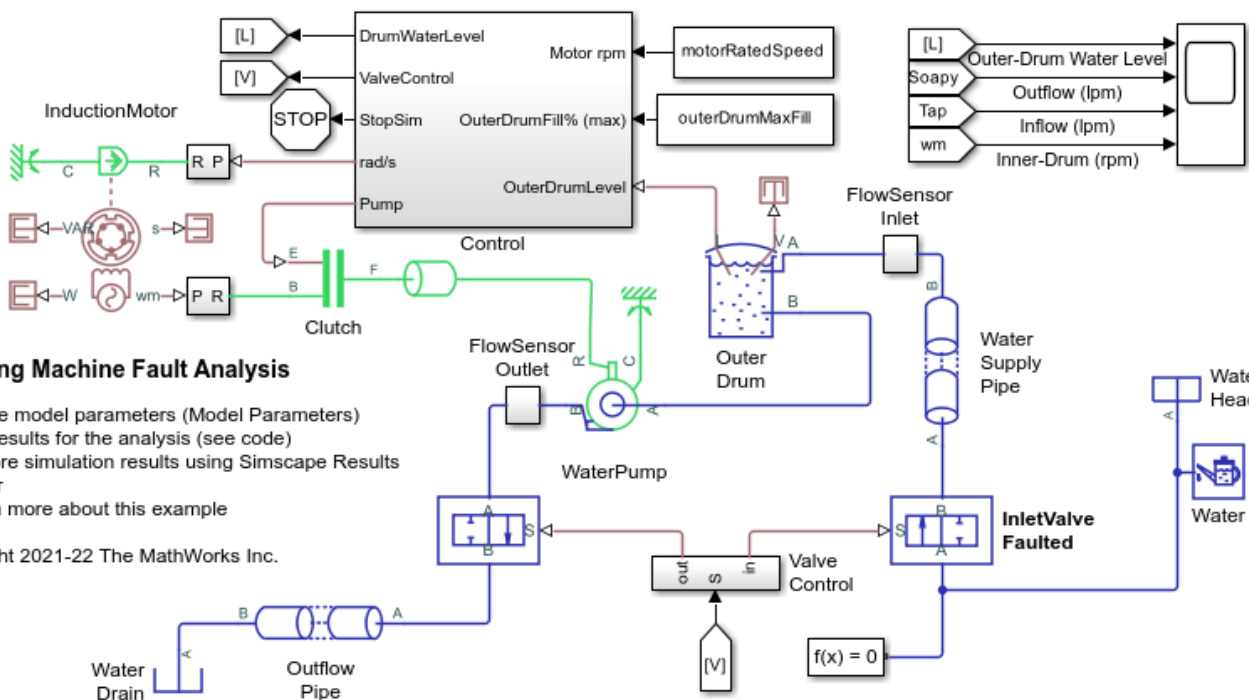 [L]
DrumWaterLevel
Motor rpm
motorRatedSpeed
[L]
Outer-Drum Water Level
[V]
ValveControl
Soapy
Outflow (lpm)
InductionMotor
STOP
StopSim
OuterDrumFill% (max)
outerDrumMaxFill
Tap
Inflow (lpm)
wm
Inner-Drum (rpm)
C
R
R P
rad/s
OuterDrumLevel
Pump
Control
FlowSensor
Inlet
VAR
s
L
V
A
E
F
B
W
wm
P R
B
Clutch
B
Outer
Drum
Water
Supply
Pipe
FlowSensor
Outlet
R
C
B
A
A
WaterPump
ng Machine Fault Analysis
e model parameters (Model Parameters)
esults for the analysis (see code)
re simulation results using Simscape Results
r
n more about this example
ht 2021-22 The MathWorks Inc.
Wate
Head
A
Water
A
B
S
S
B
A
InletValve
Faulted
out
S
in
Valve
Control
[V]
f(x) = 0
B
A
A
Water
Drain
Outflow
Pipe